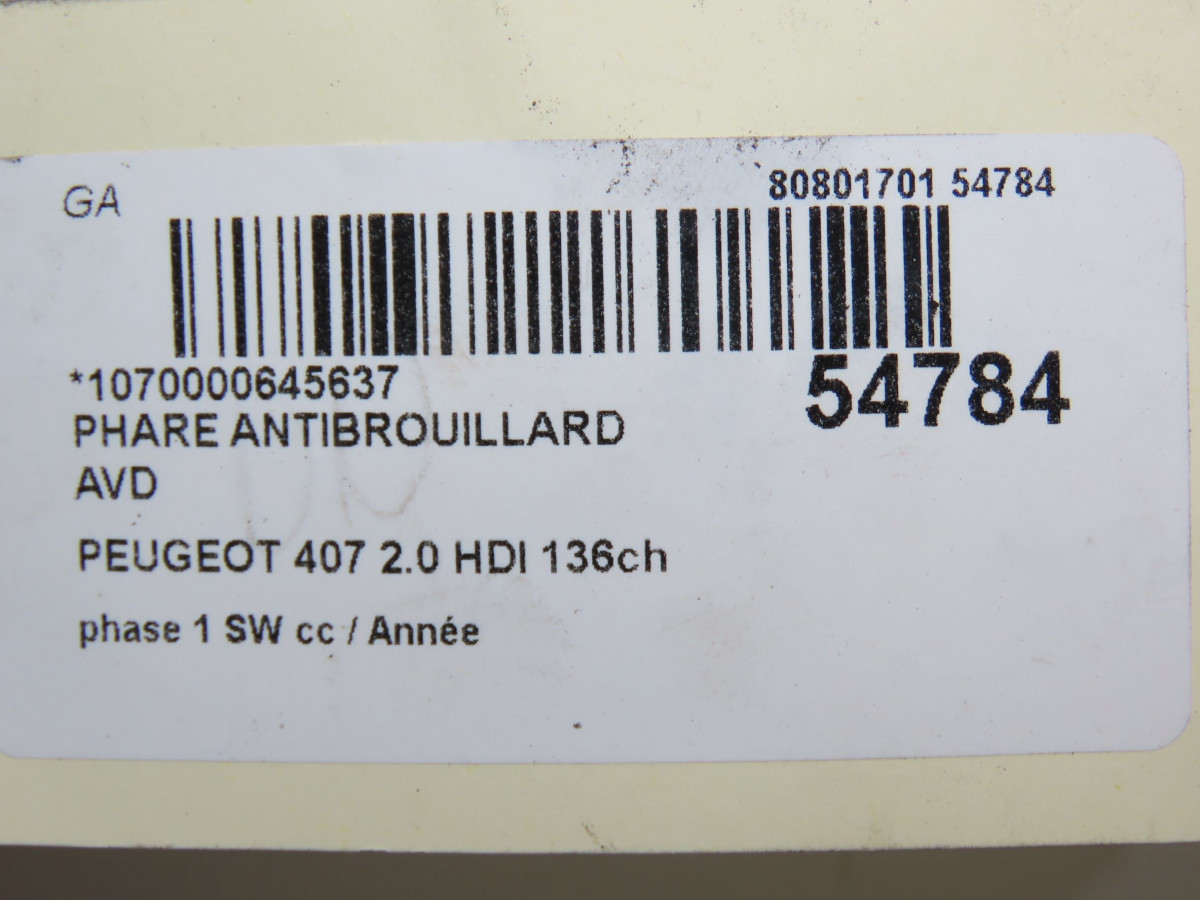 GA
80801701 54784
*1070000645637
54784
PHARE ANTIBROUILLARD
AVD
PEUGEOT 407 2.0 HDI 136ch
phase 1 SW cc / Année